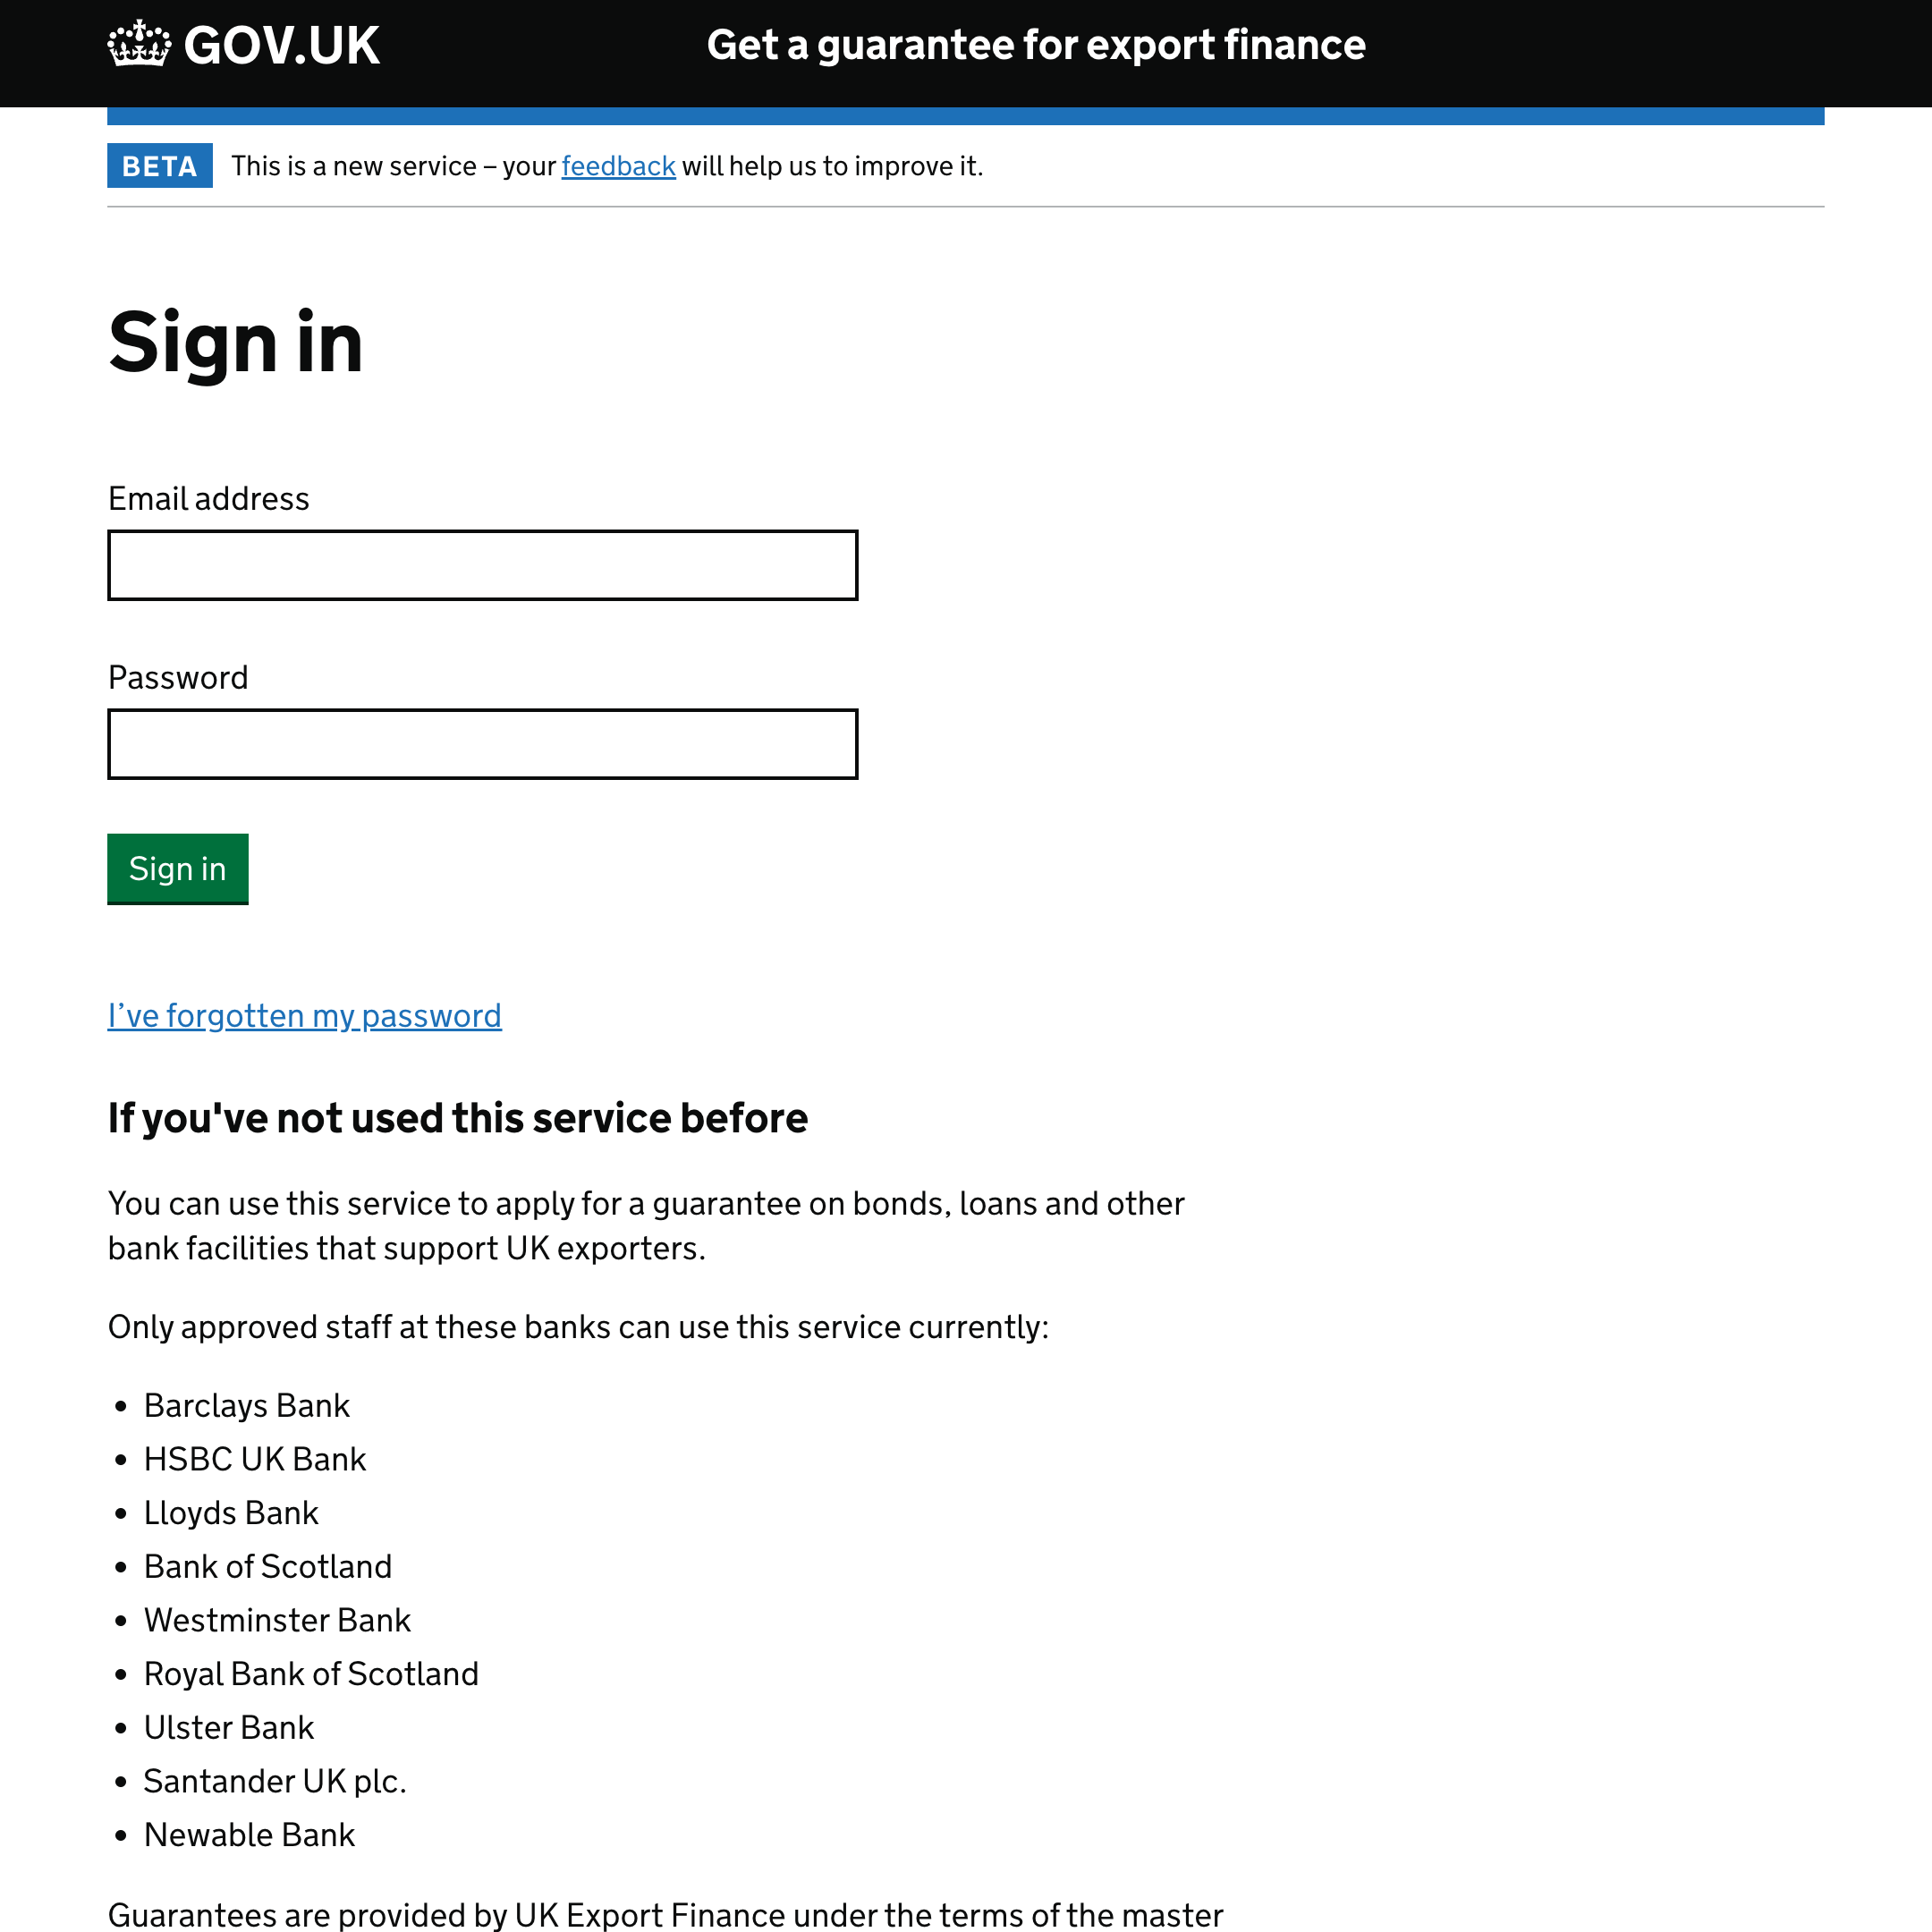 GOV.UK
Get a guarantee for export finance
BETA
This is a new service – your feedback will help us to improve it.
Sign in
Email address
Password
Sign in
I’ve forgotten my password
If you've not used this service before
You can use this service to apply for a guarantee on bonds, loans and other
bank facilities that support UK exporters.
Only approved staff at these banks can use this service currently:
• Barclays Bank
• HSBC UK Bank
• Lloyds Bank
• Bank of Scotland
• Westminster Bank
• Royal Bank of Scotland
• Ulster Bank
• Santander UK plc.
• Newable Bank
Guarantees are provided by UK Export Finance under the terms of the master